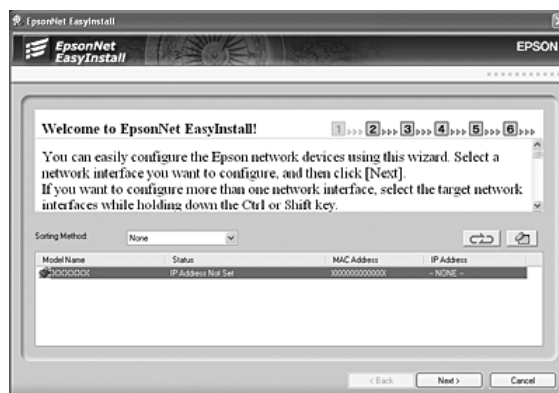 EpsonNet EasyInstall
EpsonNet
EasyInstall
EPSON
Welcome to EpsonNet EasyInstall!
1 >>> 2 >>> 3 >>> 4 >>> 5 >>> 6 >>>
You can easily configure the Epson network devices using this wizard. Select a
network interface you want to configure, and then click [Next].
If you want to configure more than one network interface, select the target network
interfaces while holding down the Ctrl or Shift key.
Sorting Method: None
Model Name Status MAC Address IP Address
XXXXXXX IP Address Not Set XXXXXXXXXXXX -- NONE --
< Back Next > Cancel